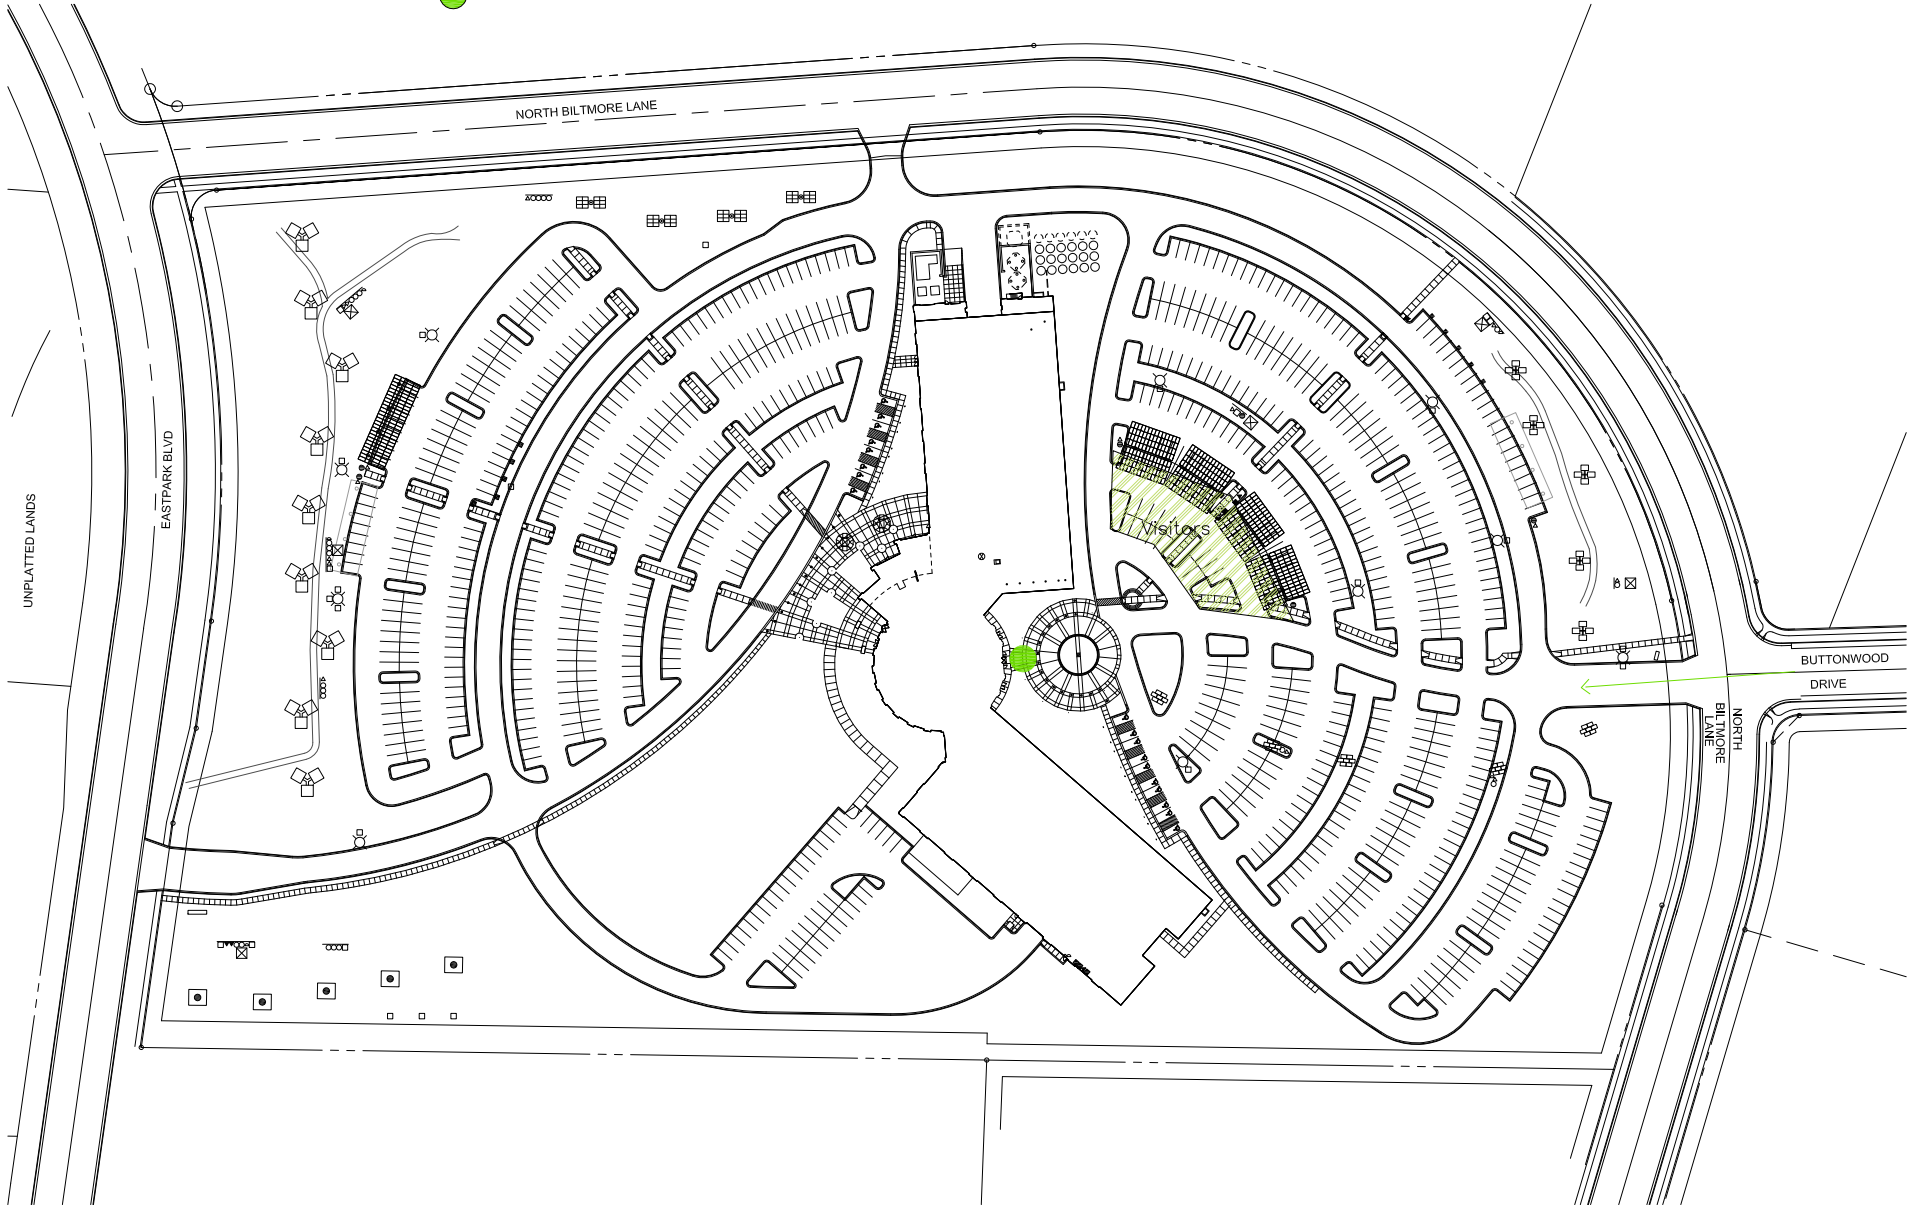 NORTH BILTMORE LANE
EASTPARK BLVD
UNPLATTED LANDS
Visitors
BUTTONWOOD
DRIVE
NORTH
BILTMORE
LANE